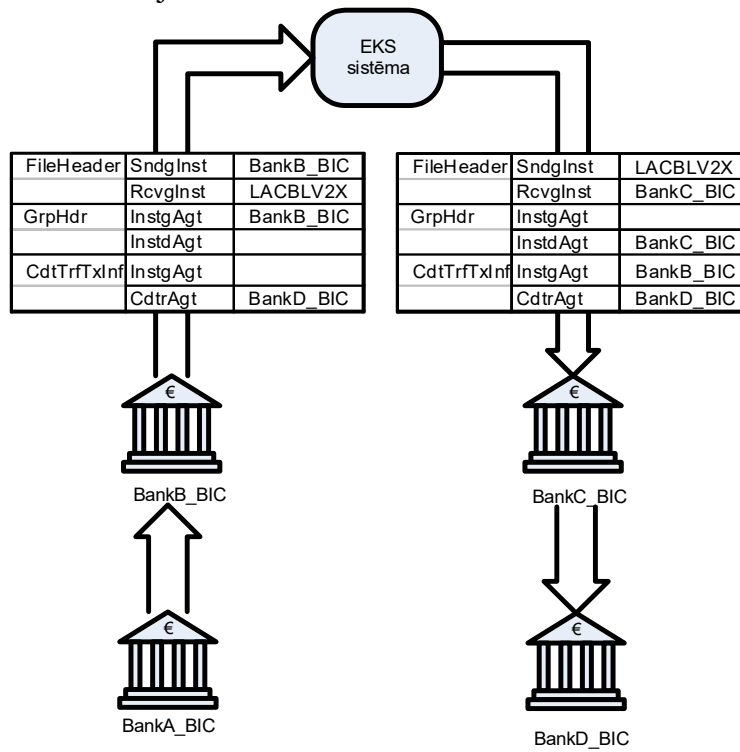 EKS
sistēma
FileHeader SndgInst BankB_BIC
RcvgInst LACBLV2X
GrpHdr InstgAgt BankB_BIC
InstdAgt
CdtTrfTxInf InstgAgt
CdtrAgt BankD_BIC
FileHeader SndgInst LACBLV2X
RcvgInst BankC_BIC
GrpHdr InstgAgt
InstdAgt BankC_BIC
CdtTrfTxInf InstgAgt BankB_BIC
CdtrAgt BankD_BIC
€
BankB_BIC
€
BankC_BIC
€
BankA_BIC
€
BankD_BIC